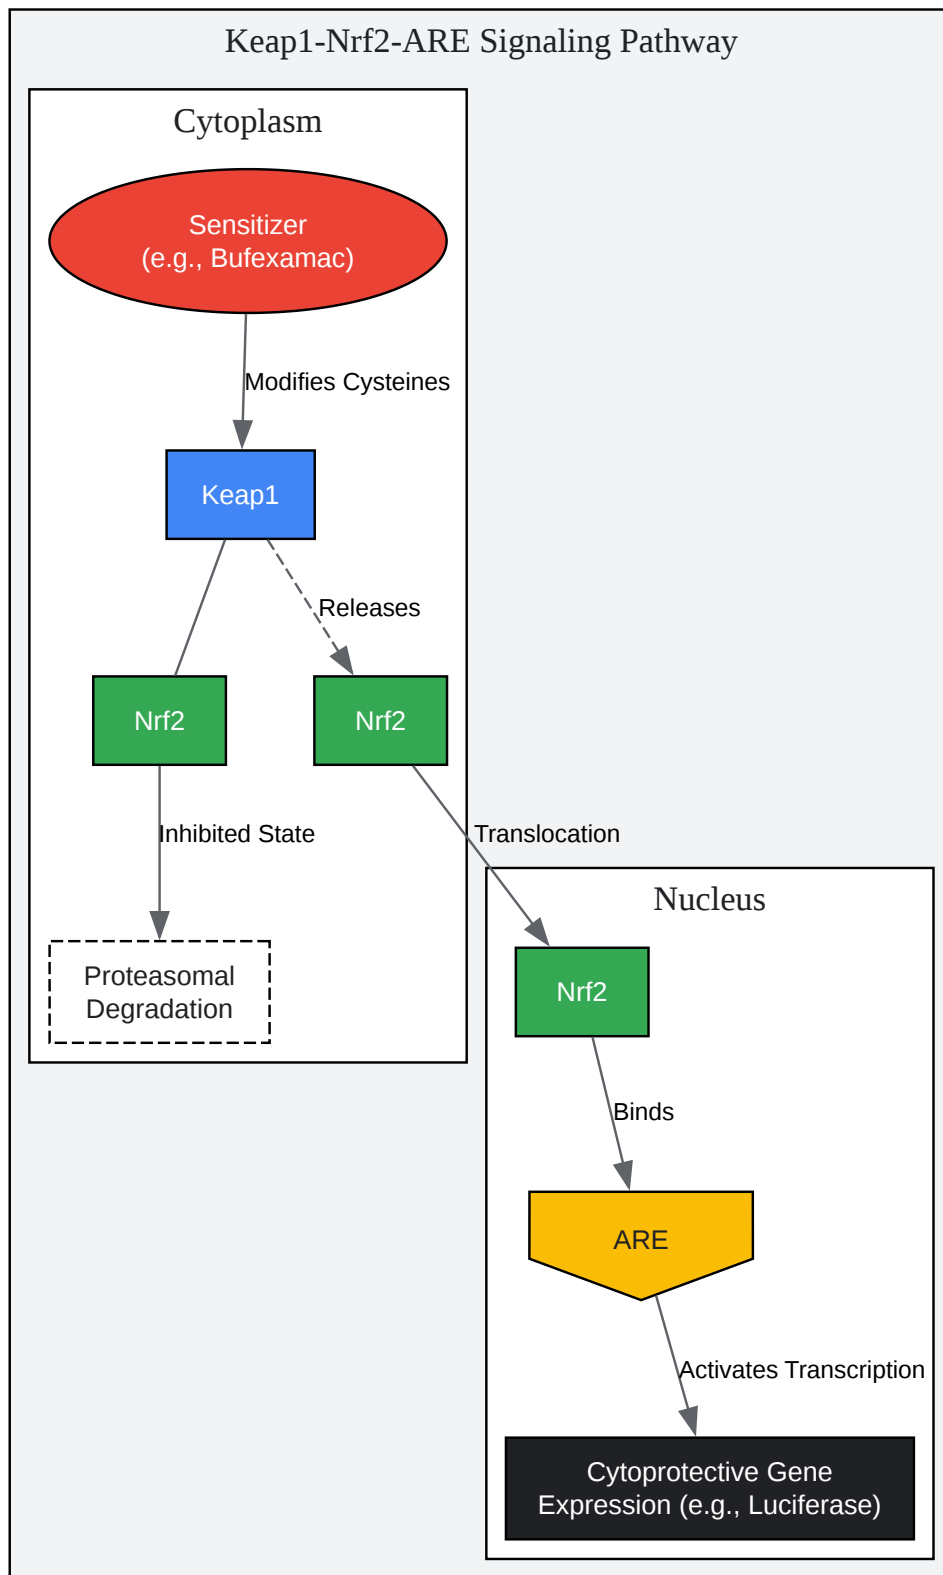 Keap1-Nrf2-ARE Signaling Pathway
Cytoplasm
Sensitizer
(e.g., Bufexamac)
Modifies Cysteines
Keap1
Releases
Nrf2
Nrf2
Inhibited State
Translocation
Proteasomal
Degradation
Nucleus
Nrf2
Binds
ARE
Activates Transcription
Cytoprotective Gene
Expression (e.g., Luciferase)